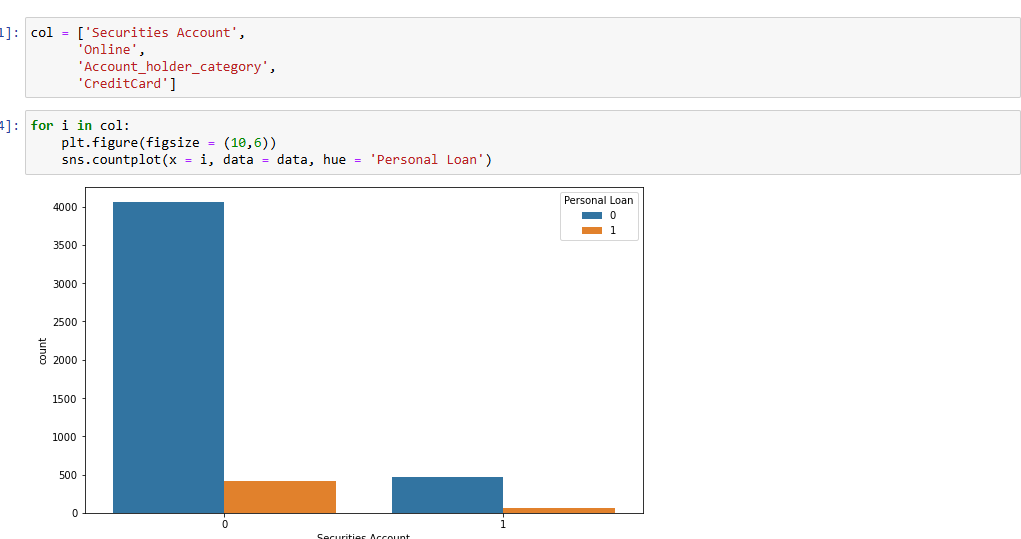 1]: col = ['Securities Account',
'Online',
'Account_holder_category',
'CreditCard']
4]: for i in col:
plt.figure(figsize = (10,6))
sns.countplot(x = i, data = data, hue = 'Personal Loan')
Personal Loan
0
1
4000
3500
3000
2500
2000
1500
1000
500
0
count
0
1
Securities Account